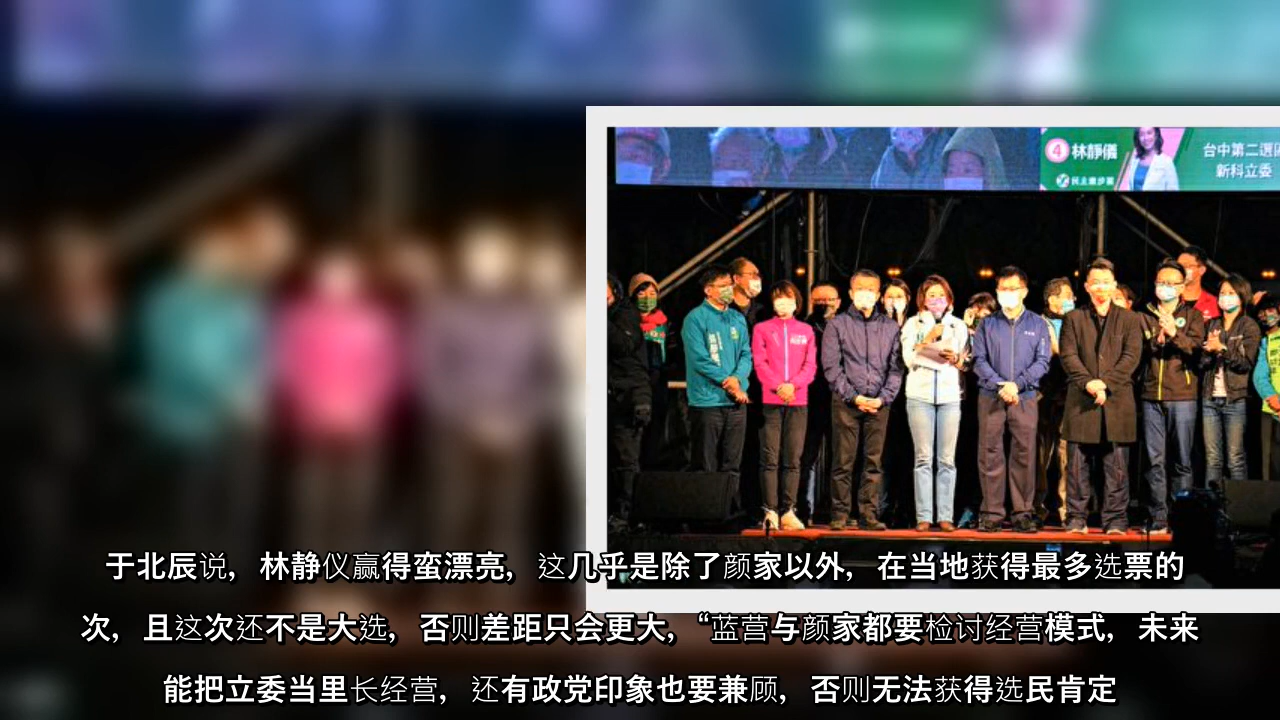 4 林靜儀
台中第二選區
民主進步黨
新科立委
于北辰说，林静仪赢得蛮漂亮，这几乎是除了颜家以外，在当地获得最多选票的
次，且这次还不是大选，否则差距只会更大，“蓝营与颜家都要检讨经营模式，未来
能把立委当里长经营，还有政党印象也要兼顾，否则无法获得选民肯定